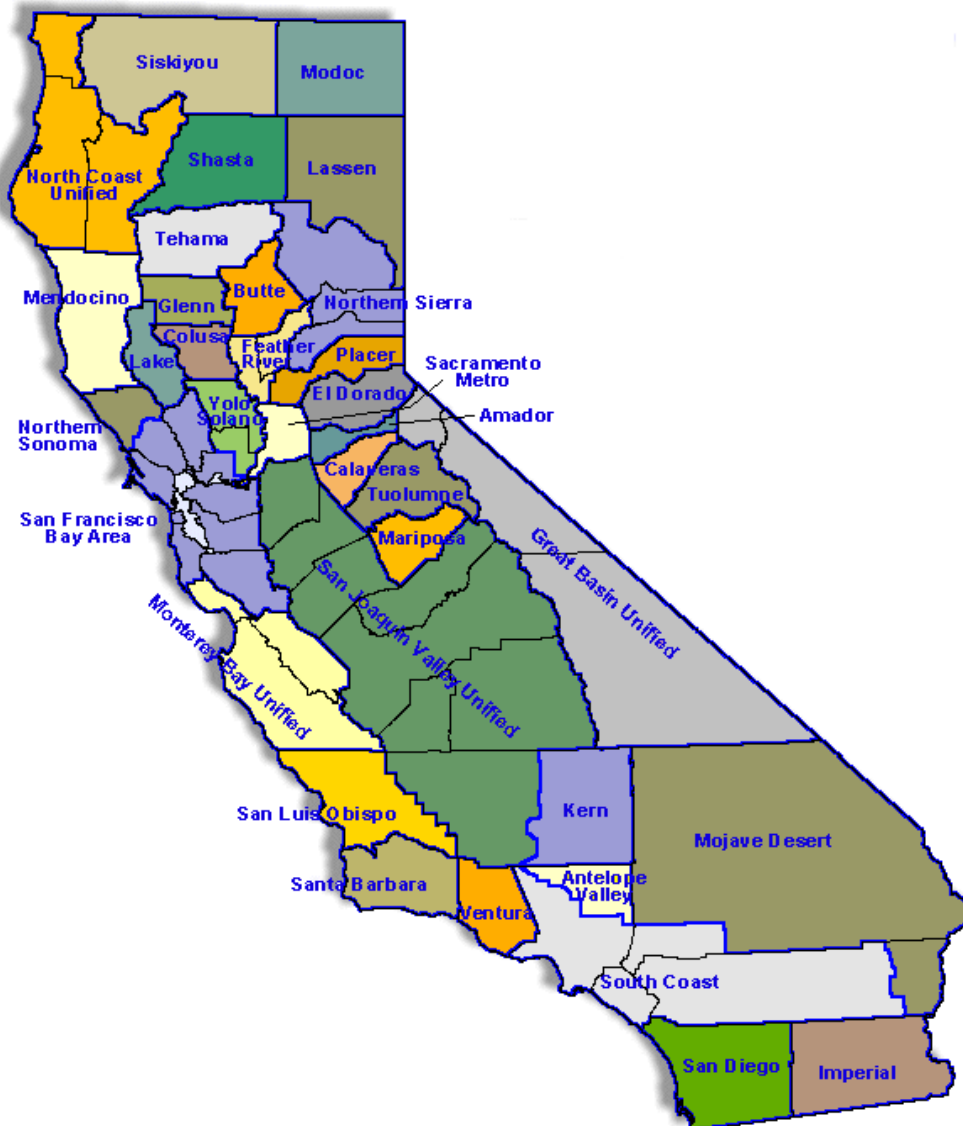 Siskiyou
Modoc
Shasta
Lassen
North Coast
Unified
Tehama
Mendocino
Glenn
Butte
Northern Sierra
Colusa
Feather
River
Placer
Lake
Sacramento
Metro
El Dorado
Yolo
Solano
Amador
Northern
Sonoma
Calaveras
Tuolumne
San Francisco
Bay Area
Mariposa
Great Basin Unified
San Joaquin Valley Unified
Monterey Bay Unified
San Luis Obispo
Kern
Mojave Desert
Santa Barbara
Antelope
Valley
Ventura
South Coast
San Diego
Imperial